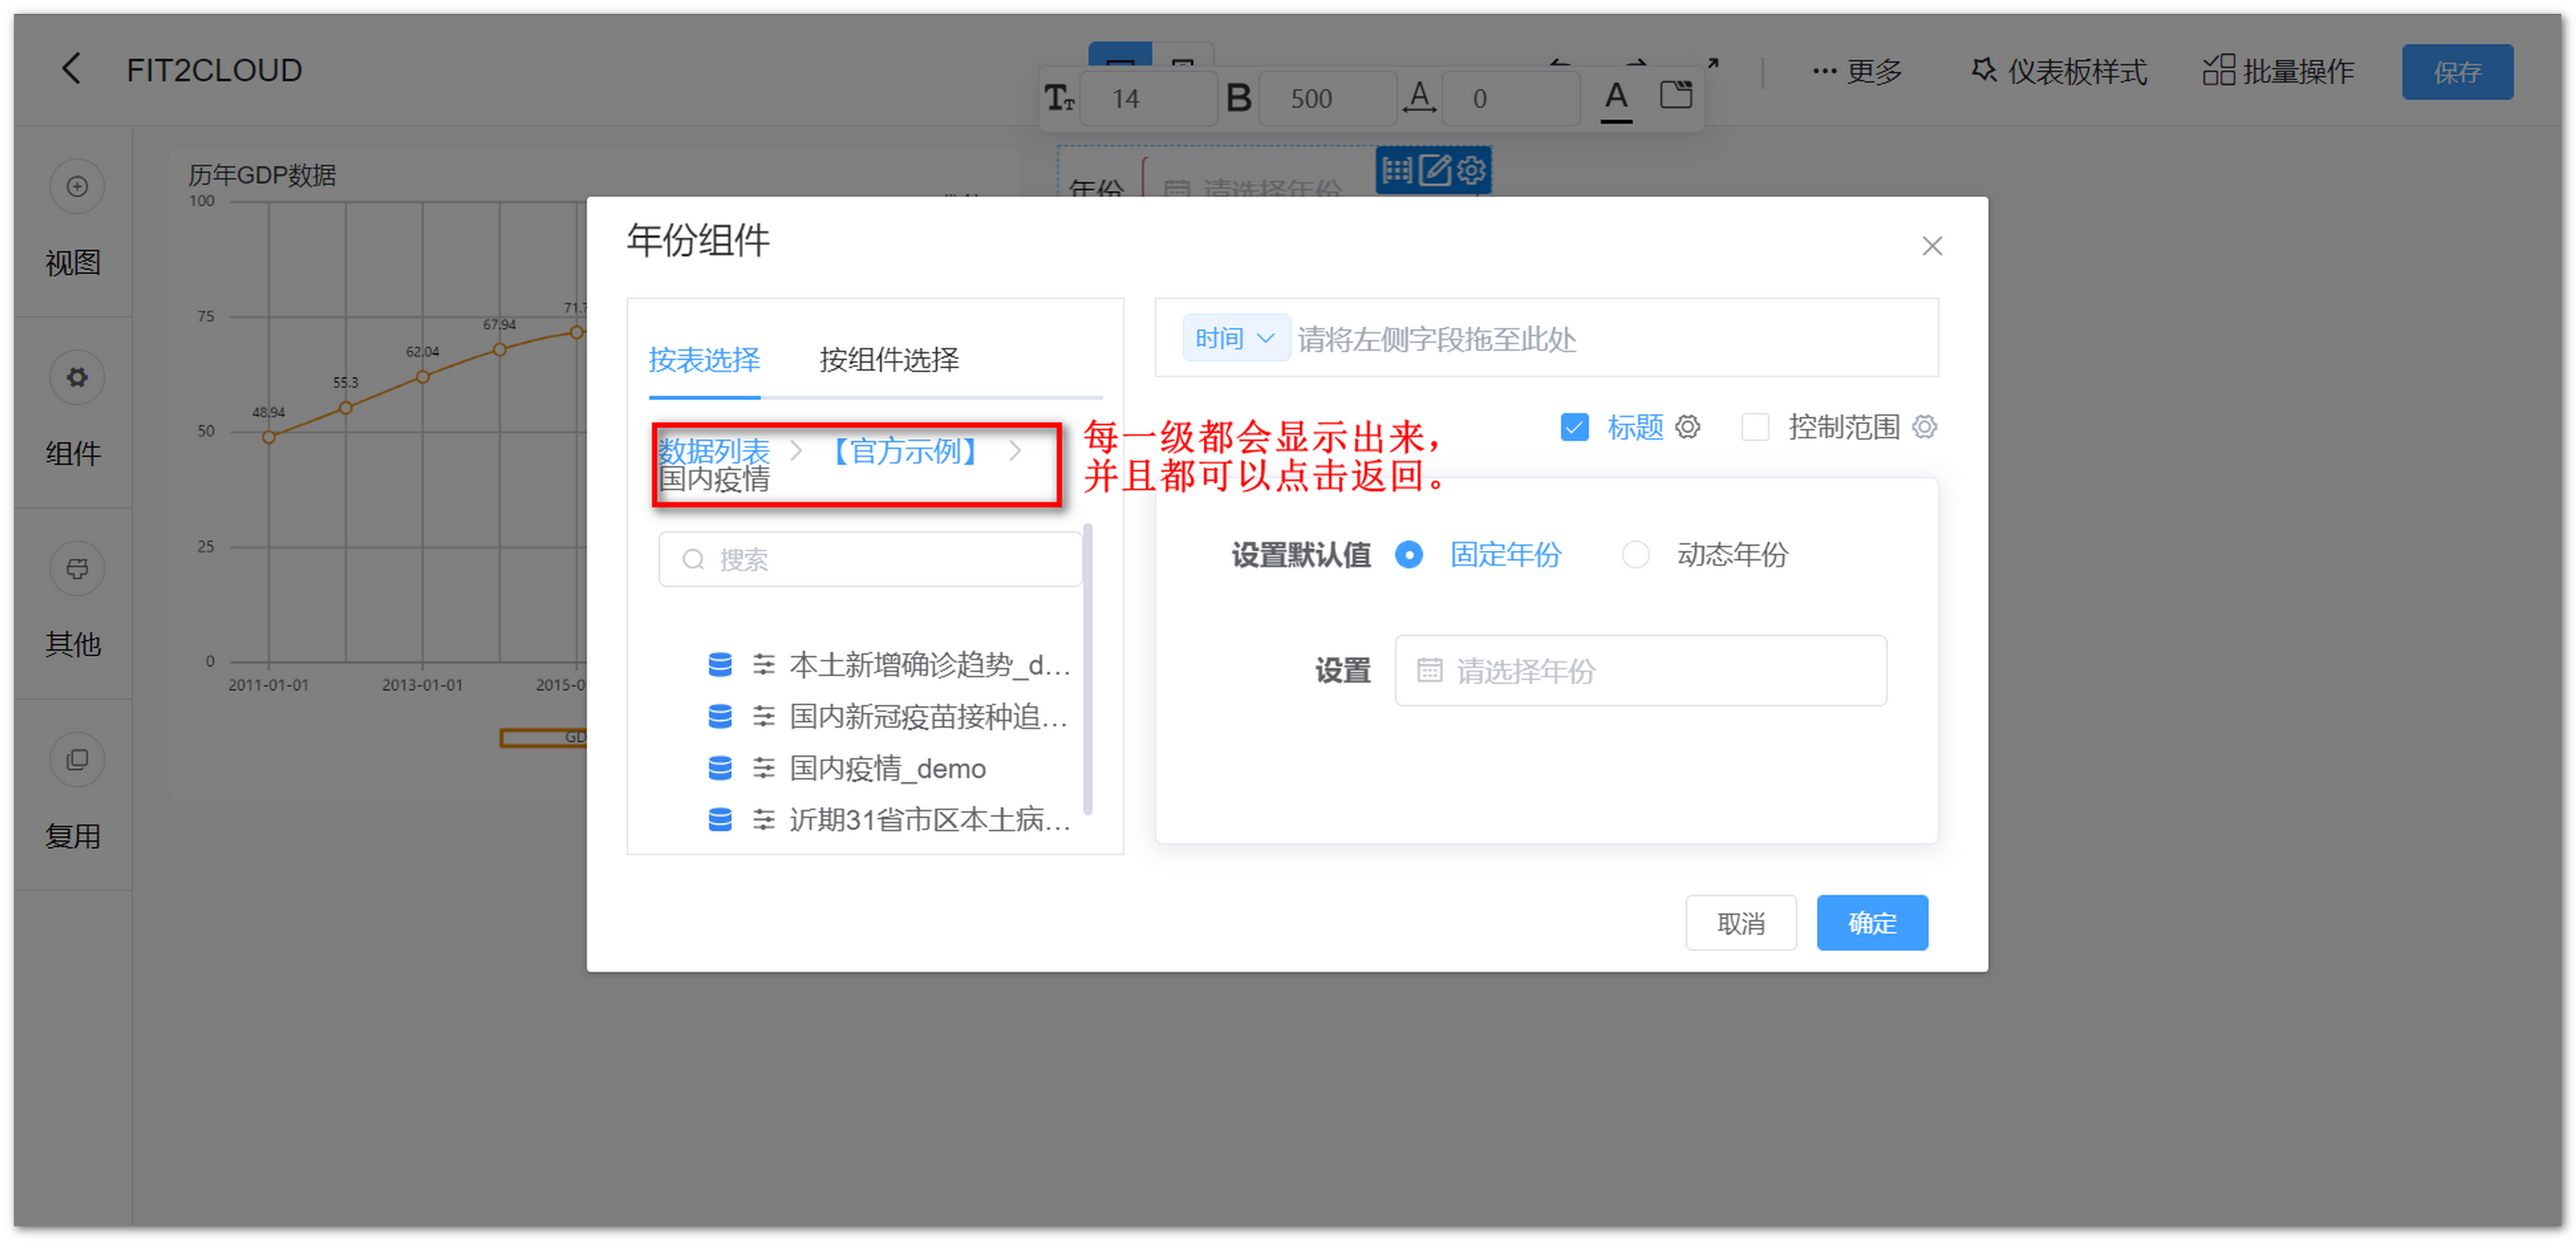 FIT2CLOUD
14
B
500
0
更多
仪表板样式
批量操作
保存
视图
组件
其他
复用
历年GDP数据
100
75
50
25
0
48.94
55.3
62.04
67.94
2011-01-01
2013-01-01
年份
请选择年份
年份组件
按表选择
按组件选择
数据列表
【官方示例】
国内疫情
每一级都会显示出来,
并且都可以点击返回。
搜索
本土新增确诊趋势_d...
国内新冠疫苗接种追...
国内疫情_demo
近期31省市区本土病...
时间
请将左侧字段拖至此处
标题
控制范围
设置默认值
固定年份
动态年份
设置
请选择年份
取消
确定